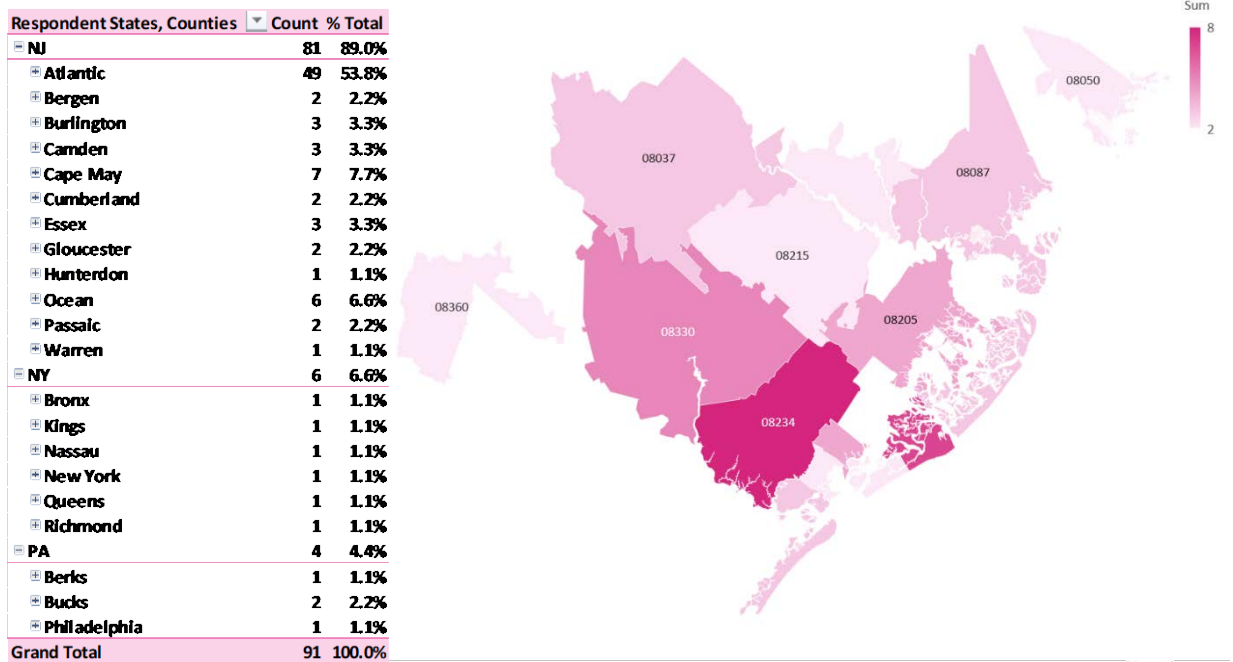 Respondent States, Counties Count % Total
NJ 81 89.0%
Atlantic 49 53.8%
Bergen 2 2.2%
Burlington 3 3.3%
Camden 3 3.3%
Cape May 7 7.7%
Cumberland 2 2.2%
Essex 3 3.3%
Gloucester 2 2.2%
Hunterdon 1 1.1%
Ocean 6 6.6%
Passaic 2 2.2%
Warren 1 1.1%
NY 6 6.6%
Bronx 1 1.1%
Kings 1 1.1%
Nassau 1 1.1%
New York 1 1.1%
Queens 1 1.1%
Richmond 1 1.1%
PA 4 4.4%
Berks 1 1.1%
Bucks 2 2.2%
Philadelphia 1 1.1%
Grand Total 91 100.0%
Sum
8
2
08050
08037
08087
08215
08360
08330
08205
08234